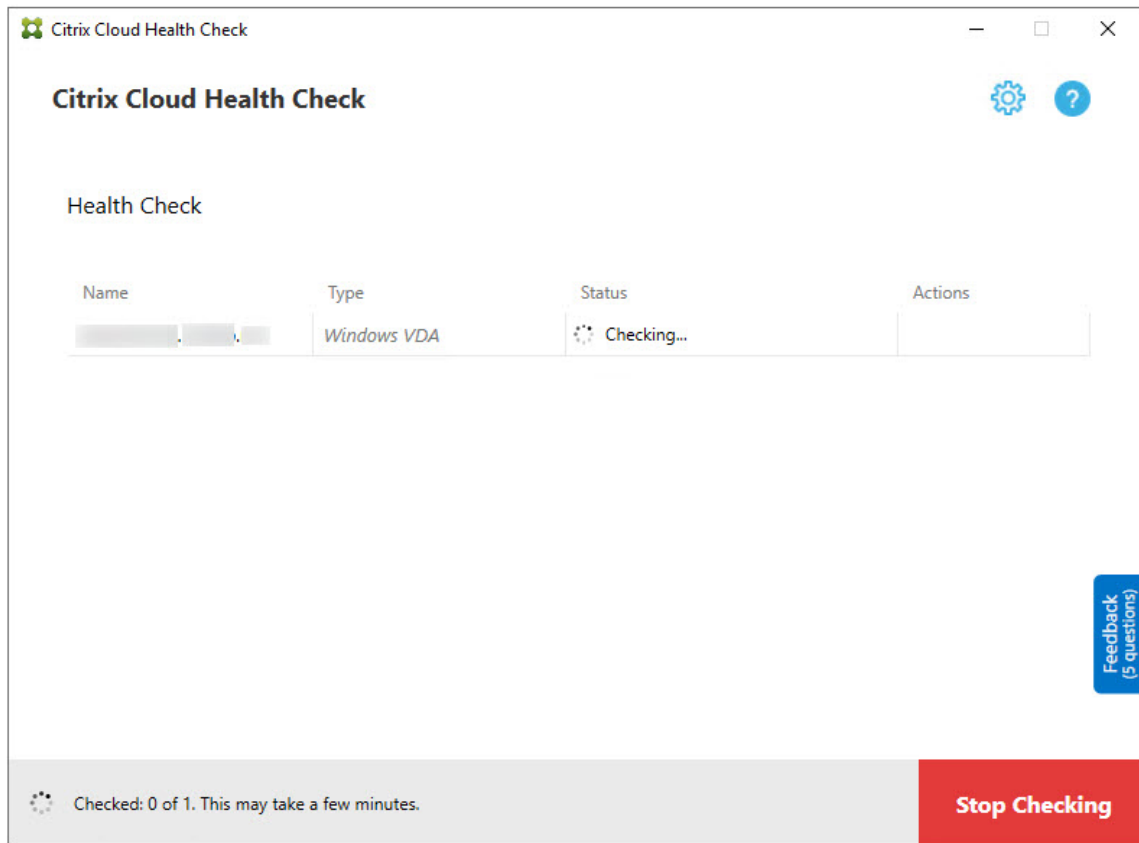 Citrix Cloud Health Check
Citrix Cloud Health Check
?
Health Check
Name Type Status Actions
Windows VDA Checking...
Feedback
(5 questions)
Checked: 0 of 1. This may take a few minutes.
Stop Checking